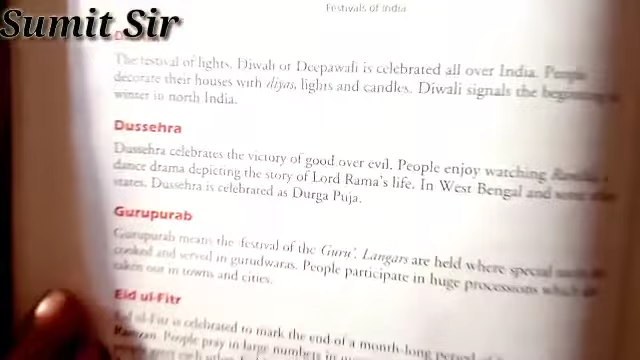 Festivals of India
Sumit Sir
The festival of lights, Diwali or Deepawali is celebrated all over India. People
decorate their houses with diyas, lights and candles. Diwali signals the beginning
winter in north India.
Dussehra
Dussehra celebrates the victory of good over evil. People enjoy watching
dance drama depicting the story of Lord Rama's life. In West Bengal and some other
states, Dussehra is celebrated as Durga Puja.
Gurupurab
Gurupurab means the 'festival of the Guru'. Langars are held where special
cooked and served in gurudwaras. People participate in huge processions which are
taken out in towns and cities.
Eid ul-Fitr
Eid ul-Fitr is celebrated to mark the end of a month-long period of
Ramzan. People pray in large numbers in
people greet each other